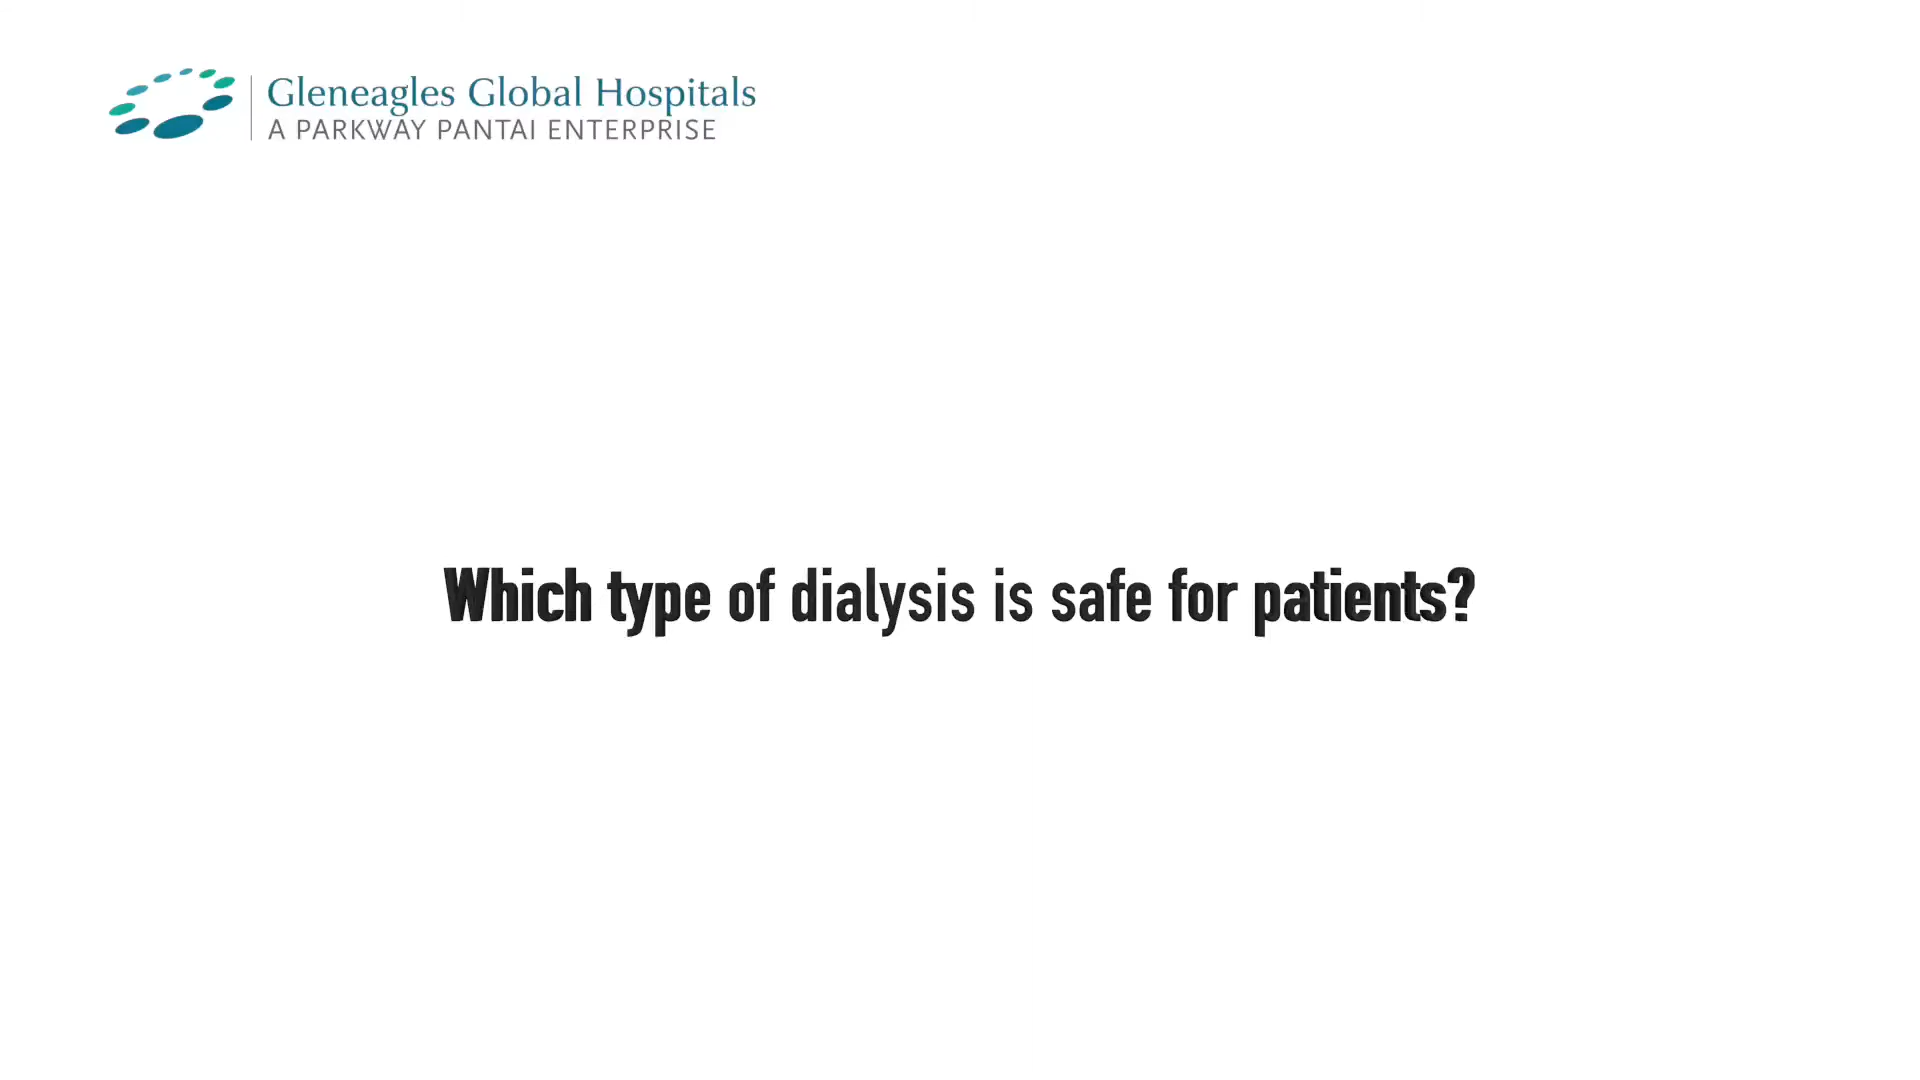 Gleneagles Global Hospitals
A PARKWAY PANTAI ENTERPRISE
Which type of dialysis is safe for patients?